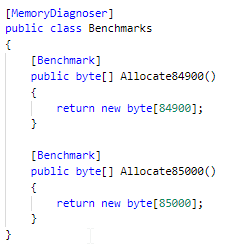 [MemoryDiagnoser]
public class Benchmarks
{
    [Benchmark]
    public byte[] Allocate84900()
    {
        return new byte[84900];
    }

    [Benchmark]
    public byte[] Allocate85000()
    {
        return new byte[85000];
    }
}